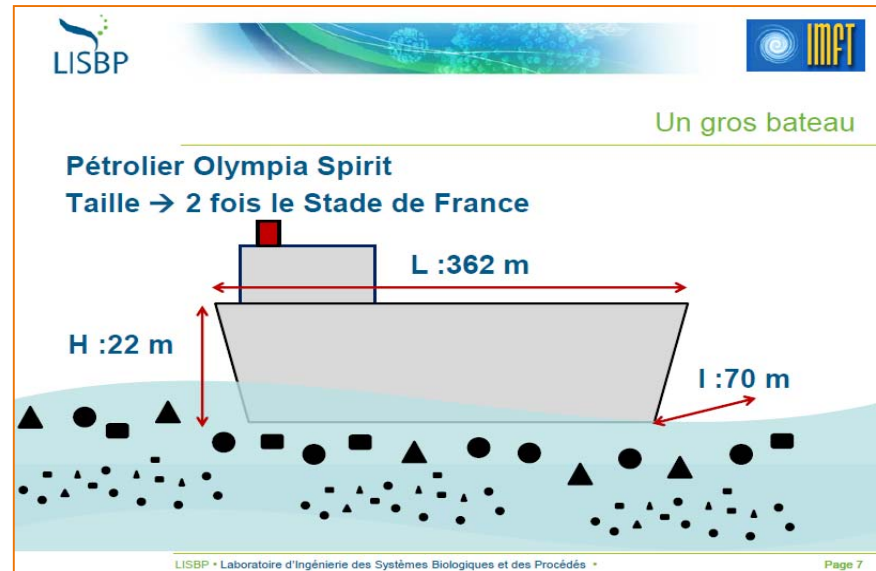 LISBP
IMFT
Un gros bateau
Pétrolier Olympia Spirit
Taille → 2 fois le Stade de France
L :362 m
H :22 m
l :70 m
LISBP • Laboratoire d'Ingénierie des Systèmes Biologiques et des Procédés •
Page 7